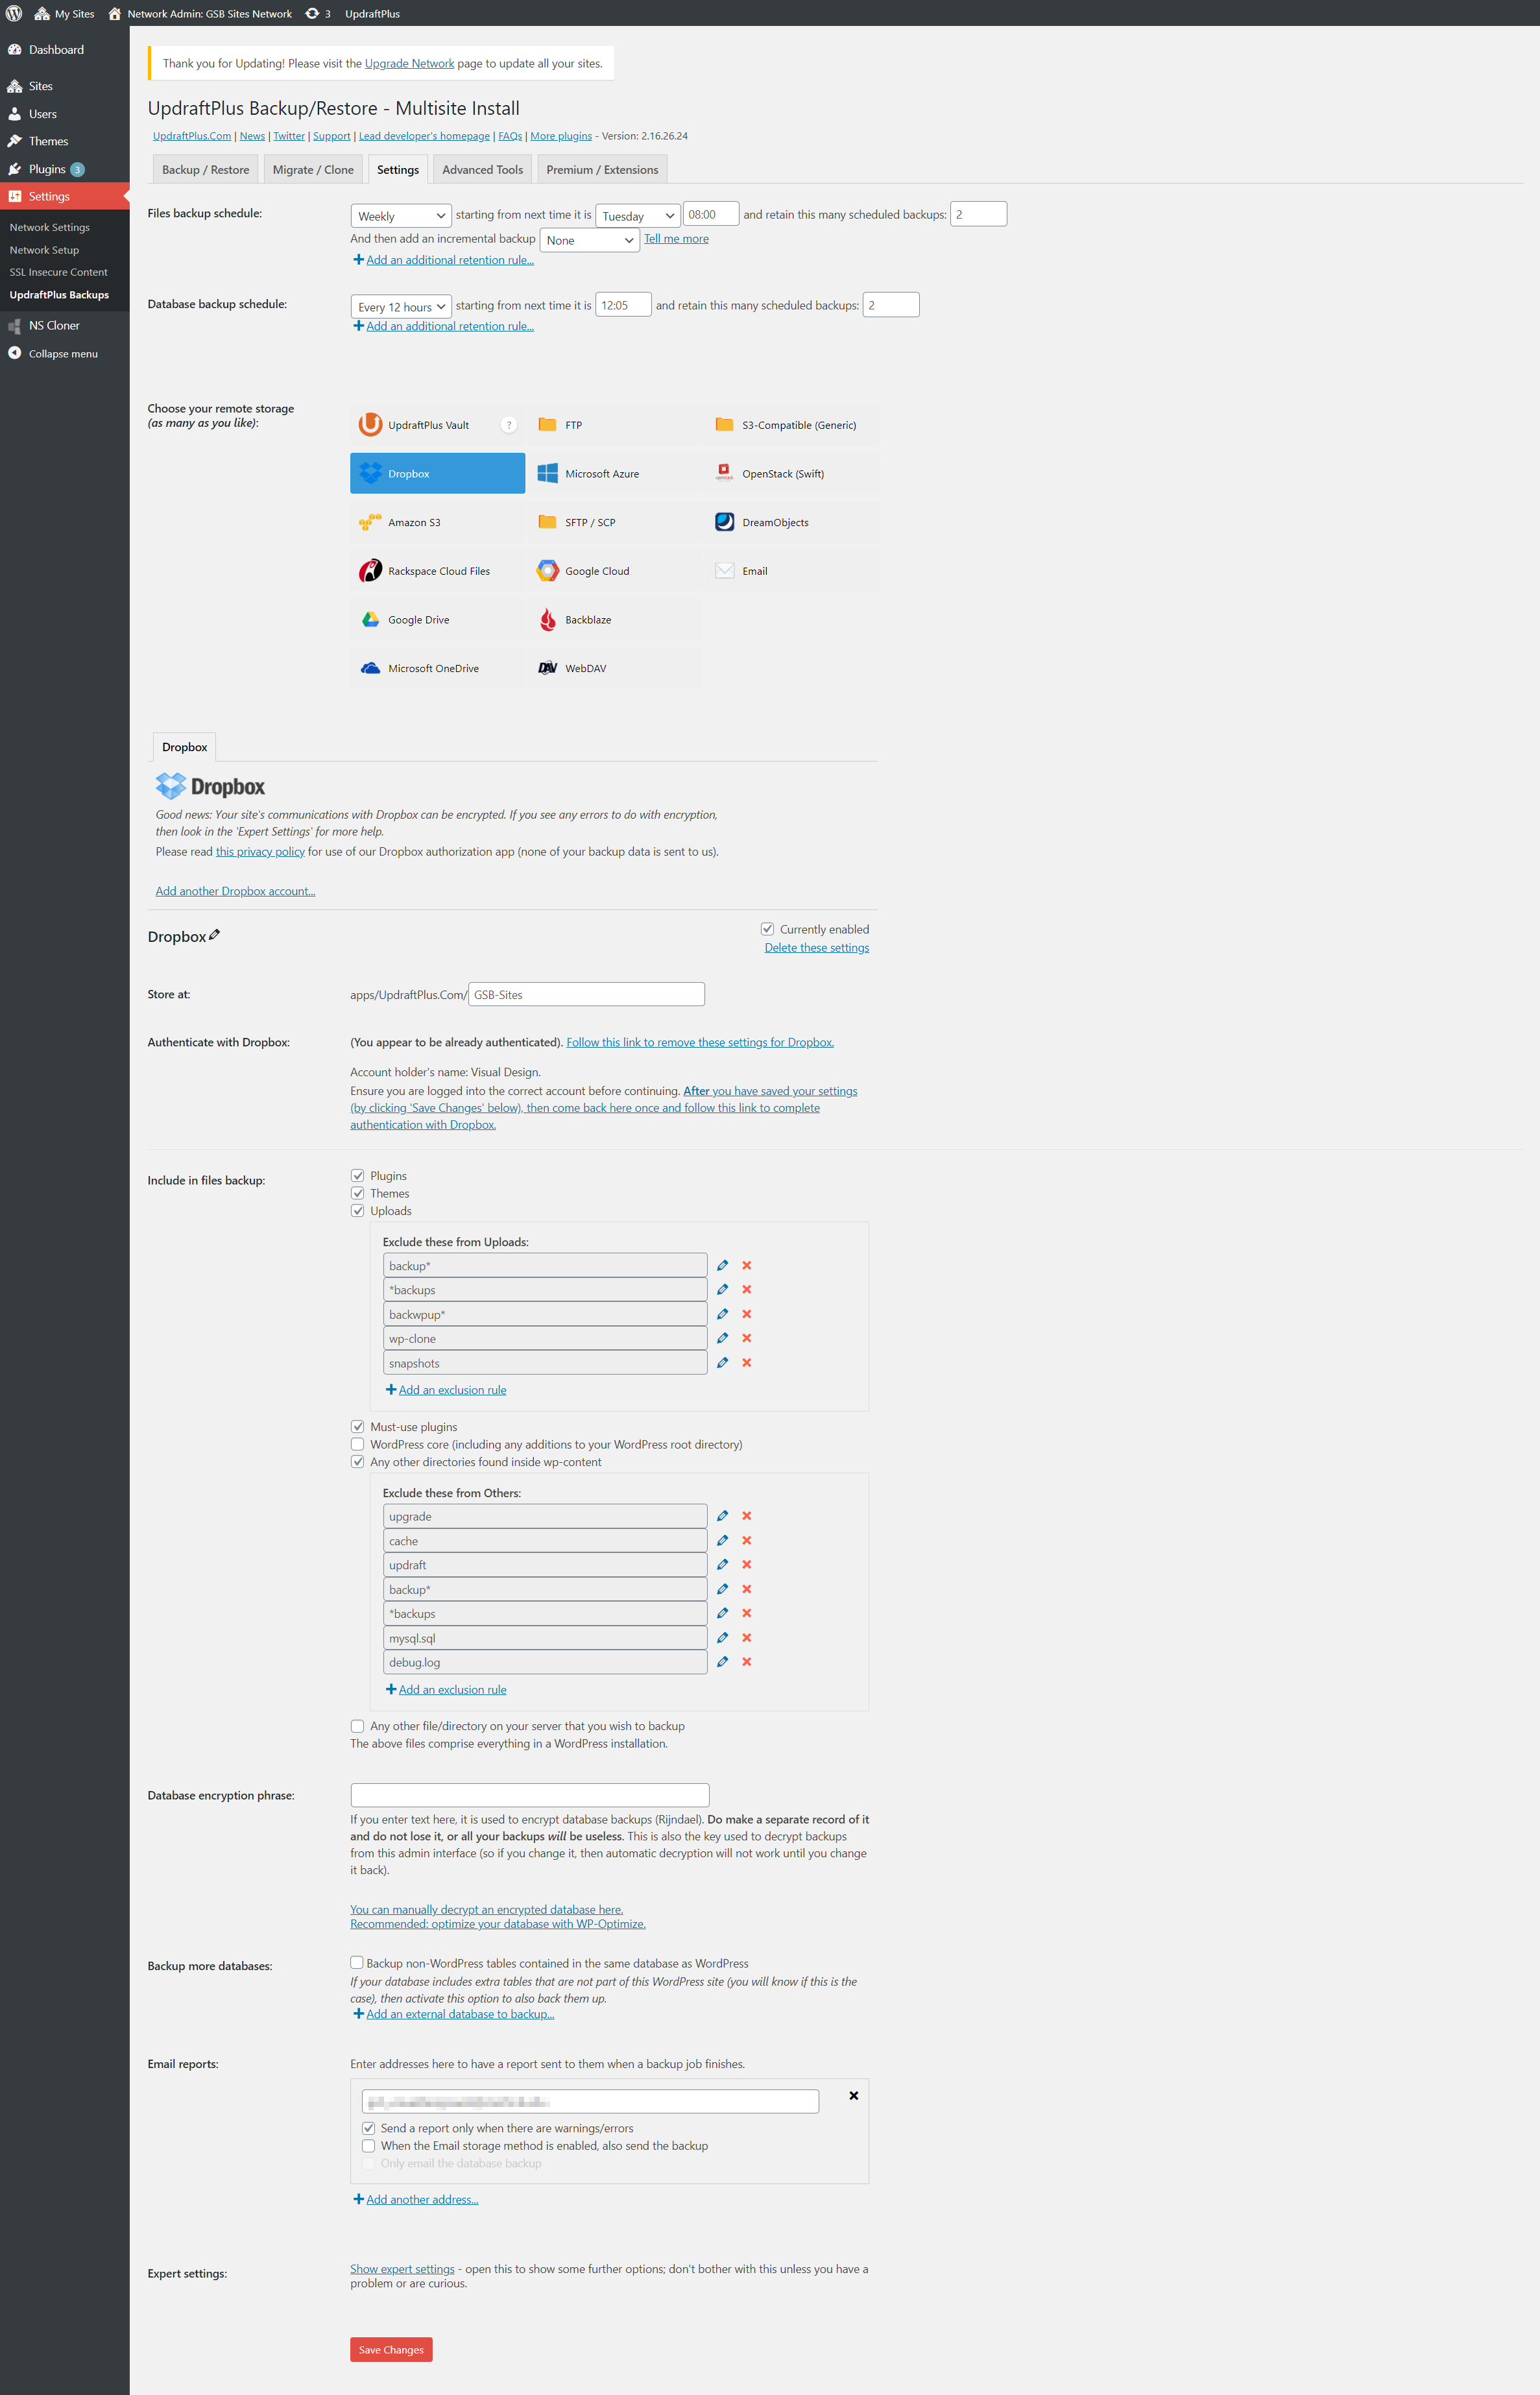 My Sites Network Admin: GSB Sites Network 3 UpdraftPlus
Dashboard
Sites
Users
Themes
Plugins 3
Settings
Network Settings
Network Setup
SSL Insecure Content
UpdraftPlus Backups
NS Cloner
Collapse menu
Thank you for Updating! Please visit the Upgrade Network page to update all your sites.
UpdraftPlus Backup/Restore - Multisite Install
UpdraftPlus.Com | News | Twitter | Support | Lead developer's homepage | FAQs | More plugins - Version: 2.16.26.24
Backup / Restore Migrate / Clone Settings Advanced Tools Premium / Extensions
Files backup schedule: Weekly starting from next time it is Tuesday 08:00 and retain this many scheduled backups: 2
And then add an incremental backup None Tell me more
Add an additional retention rule...
Database backup schedule: Every 12 hours starting from next time it is 12:05 and retain this many scheduled backups: 2
Add an additional retention rule...
Choose your remote storage
(as many as you like):
UpdraftPlus Vault ? FTP S3-Compatible (Generic)
Dropbox Microsoft Azure OpenStack (Swift)
Amazon S3 SFTP / SCP DreamObjects
Rackspace Cloud Files Google Cloud Email
Google Drive Backblaze
Microsoft OneDrive WebDAV
Dropbox
Dropbox
Good news: Your site's communications with Dropbox can be encrypted. If you see any errors to do with encryption,
then look in the 'Expert Settings' for more help.
Please read this privacy policy for use of our Dropbox authorization app (none of your backup data is sent to us).
Add another Dropbox account...
Dropbox Currently enabled
Delete these settings
Store at: apps/UpdraftPlus.Com/ GSB-Sites
Authenticate with Dropbox: (You appear to be already authenticated). Follow this link to remove these settings for Dropbox.
Account holder's name: Visual Design.
Ensure you are logged into the correct account before continuing. After you have saved your settings
(by clicking 'Save Changes' below), then come back here once and follow this link to complete
authentication with Dropbox.
Include in files backup: Plugins
Themes
Uploads
Exclude these from Uploads:
backup*
*backups
backwpup*
wp-clone
snapshots
Add an exclusion rule
Must-use plugins
WordPress core (including any additions to your WordPress root directory)
Any other directories found inside wp-content
Exclude these from Others:
upgrade
cache
updraft
backup*
*backups
mysql.sql
debug.log
Add an exclusion rule
Any other file/directory on your server that you wish to backup
The above files comprise everything in a WordPress installation.
Database encryption phrase:
If you enter text here, it is used to encrypt database backups (Rijndael). Do make a separate record of it
and do not lose it, or all your backups will be useless. This is also the key used to decrypt backups
from this admin interface (so if you change it, then automatic decryption will not work until you change
it back).
You can manually decrypt an encrypted database here.
Recommended: optimize your database with WP-Optimize.
Backup more databases: Backup non-WordPress tables contained in the same database as WordPress
If your database includes extra tables that are not part of this WordPress site (you will know if this is the
case), then activate this option to also back them up.
Add an external database to backup...
Email reports: Enter addresses here to have a report sent to them when a backup job finishes.
Send a report only when there are warnings/errors
When the Email storage method is enabled, also send the backup
Only email the database backup
Add another address...
Expert settings: Show expert settings - open this to show some further options; don't bother with this unless you have a
problem or are curious.
Save Changes